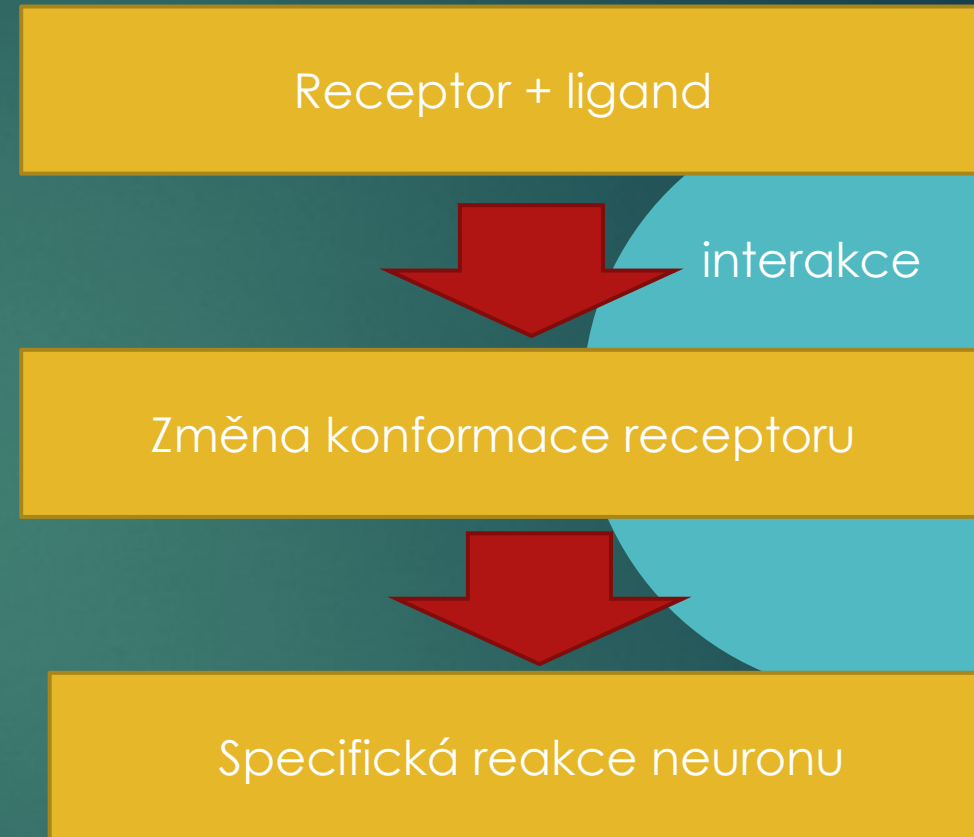 Receptor + ligand
interakce
Změna konformace receptoru
Specifická reakce neuronu